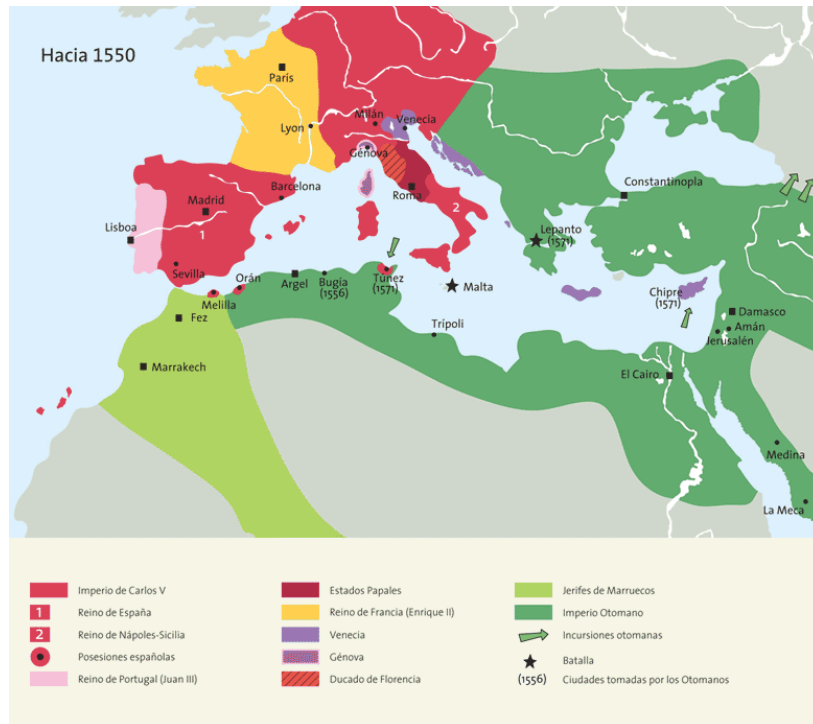 Hacia 1550
París
Lyon
Milán
Venecia
Génova
Constantinopla
Barcelona
Madrid
Roma
1
2
Lisboa
Lepanto
(1571)
Sevilla
Orán
Argel
Bugía
(1556)
Túnez
(1571)
Malta
Chipre
(1571)
Melilla
Damasco
Fez
Trípoli
Amán
Jerusalén
Marrakech
El Cairo
Medina
La Meca
Imperio de Carlos V
1 Reino de España
2 Reino de Nápoles-Sicilia
Posesiones españolas
Reino de Portugal (Juan III)
Estados Papales
Reino de Francia (Enrique II)
Venecia
Génova
Ducado de Florencia
Jerifes de Marruecos
Imperio Otomano
Incursiones otomanas
Batalla
(1556) Ciudades tomadas por los Otomanos